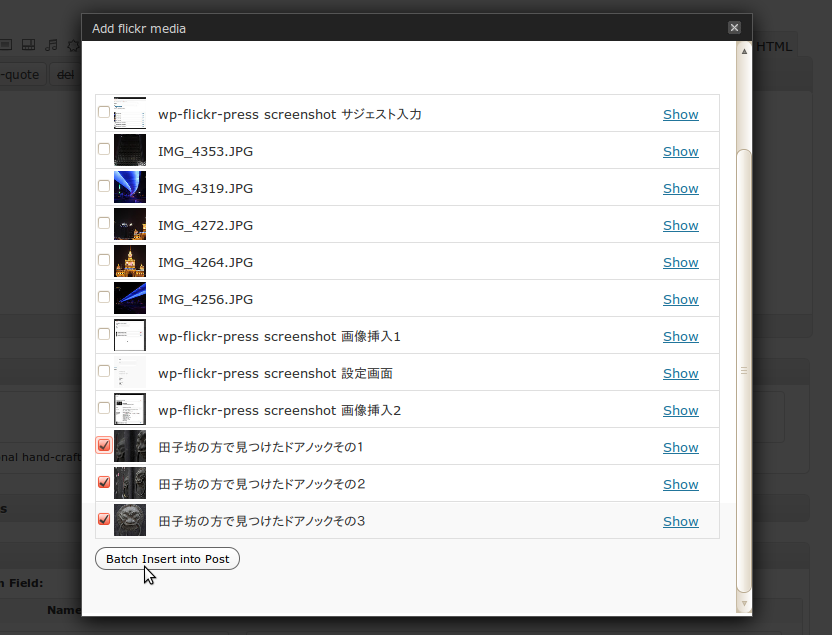 Add flickr media
HTML
-quote
del
wp-flickr-press screenshot サジェスト入力
Show
IMG_4353.JPG
Show
IMG_4319.JPG
Show
IMG_4272.JPG
Show
IMG_4264.JPG
Show
IMG_4256.JPG
Show
wp-flickr-press screenshot 画像挿入1
Show
wp-flickr-press screenshot 設定画面
Show
wp-flickr-press screenshot 画像挿入2
Show
田子坊の方で見つけたドアノックその1
Show
nal hand-craft
田子坊の方で見つけたドアノックその2
Show
s
田子坊の方で見つけたドアノックその3
Show
Batch Insert into Post
n Field:
Name